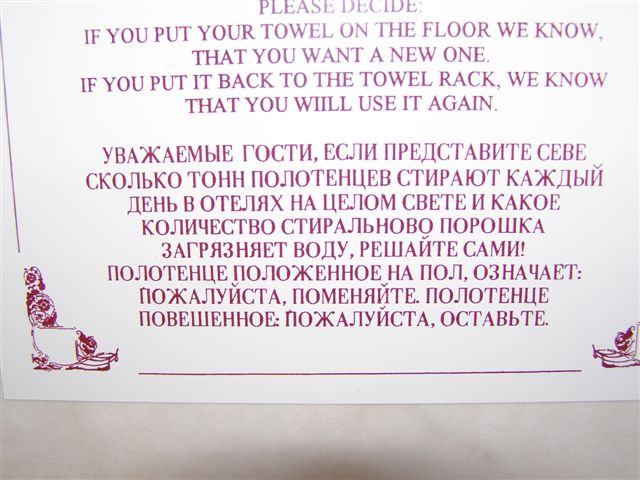 PLEASE DECIDE:
IF YOU PUT YOUR TOWEL ON THE FLOOR WE KNOW,
THAT YOU WANT A NEW ONE.
IF YOU PUT IT BACK TO THE TOWEL RACK, WE KNOW
THAT YOU WIILL USE IT AGAIN.
УВАЖАЕМЫЕ ГОСТИ, ЕСЛИ ПРЕДСТАВИТЕ СЕВЕ
СКОЛЬКО ТОНН ПОЛОТЕНЦЕВ СТИРАЮТ КАЖДЫЙ
ДЕНЬ В ОТЕЛЯХ НА ЦЕЛОМ СВЕТЕ И КАКОЕ
КОЛИЧЕСТВО СТИРАЛЬНОВО ПОРОШКА
ЗАГРЯЗНЯЕТ ВОДУ, РЕШАЙТЕ САМИ!
ПОЛОТЕНЦЕ ПОЛОЖЕННОЕ НА ПОЛ, ОЗНАЧАЕТ:
ПОЖАЛУЙСТА, ПОМЕНЯЙТЕ. ПОЛОТЕНЦЕ
ПОВЕШЕННОЕ: ПОЖАЛУЙСТА, ОСТАВЬТЕ.